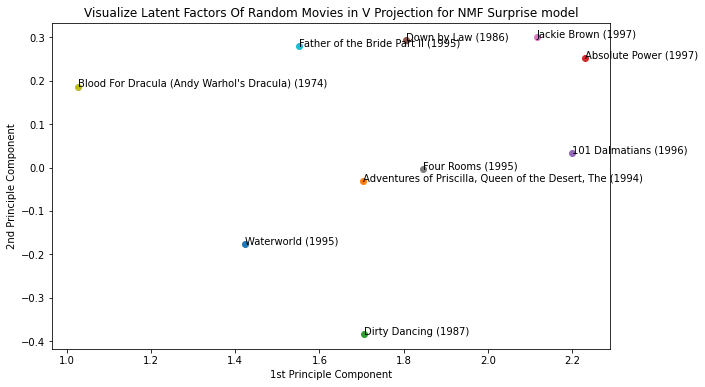 Visualize Latent Factors Of Random Movies in V Projection for NMF Surprise model
0.3
0.2
0.1
0.0
−0.1
−0.2
−0.3
−0.4
2nd Principle Component
Down by Law (1986)
Jackie Brown (1997)
Father of the Bride Part II (1995)
Absolute Power (1997)
Blood For Dracula (Andy Warhol's Dracula) (1974)
101 Dalmatians (1996)
Four Rooms (1995)
Adventures of Priscilla, Queen of the Desert, The (1994)
Waterworld (1995)
Dirty Dancing (1987)
1.0 1.2 1.4 1.6 1.8 2.0 2.2
1st Principle Component